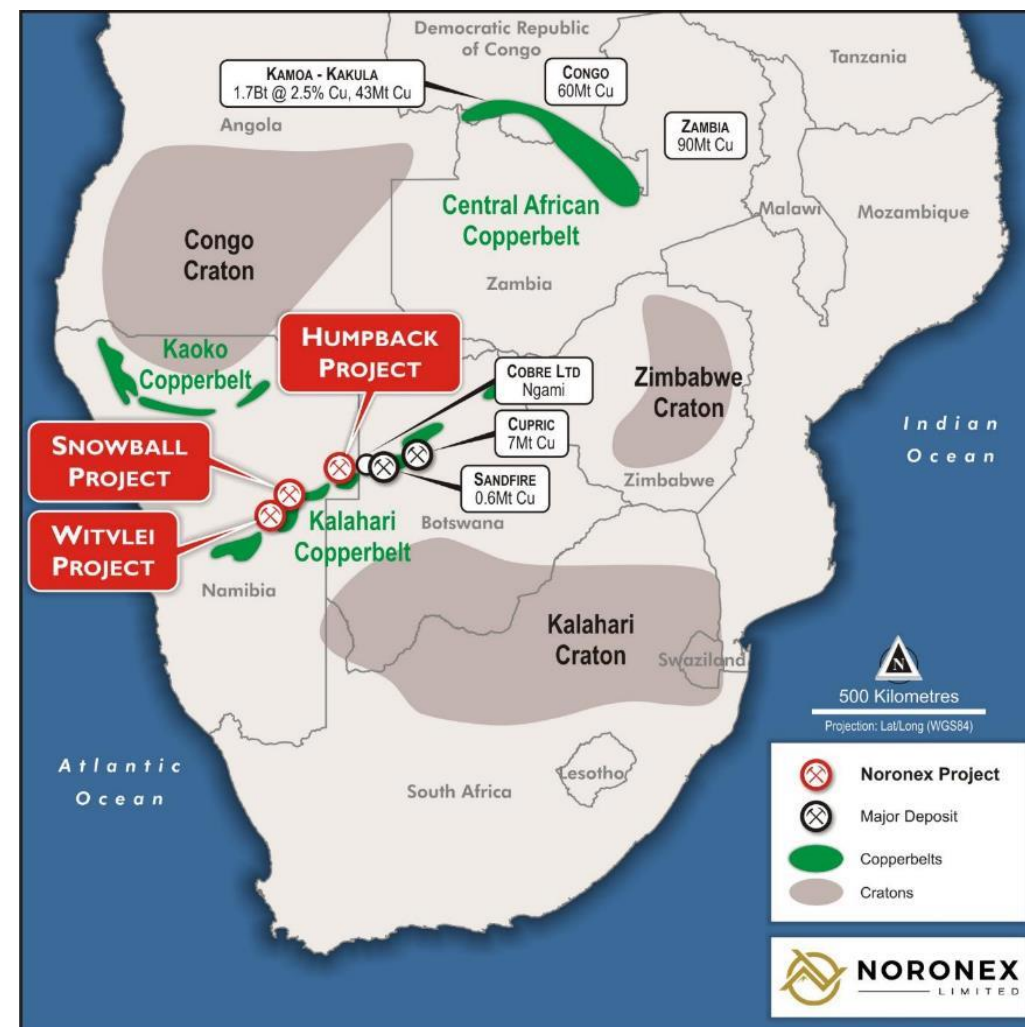 Democratic Republic
of Congo
Tanzania
KAMOA - KAKULA
1.7Bt @ 2.5% Cu, 43Mt Cu
CONGO
60Mt Cu
Angola
ZAMBIA
90Mt Cu
Central African
Copperbelt
Malawi
Mozambique
Congo
Craton
Zambia
HUMPBACK
PROJECT
Kaoko
Copperbelt
COBRE LTD
Ngami
Zimbabwe
Craton
CUPRIC
7Mt Cu
Indian
Ocean
SNOWBALL
PROJECT
SANDFIRE
0.6Mt Cu
Zimbabwe
Kalahari
Copperbelt
Botswana
WITVLEI
PROJECT
Namibia
Kalahari
Craton
Swaziland
N
500 Kilometres
Projection: Lat/Long (WGS84)
Atlantic
Ocean
South Africa
Lesotho
Noronex Project
Major Deposit
Copperbelts
Cratons
NORONEX
LIMITED